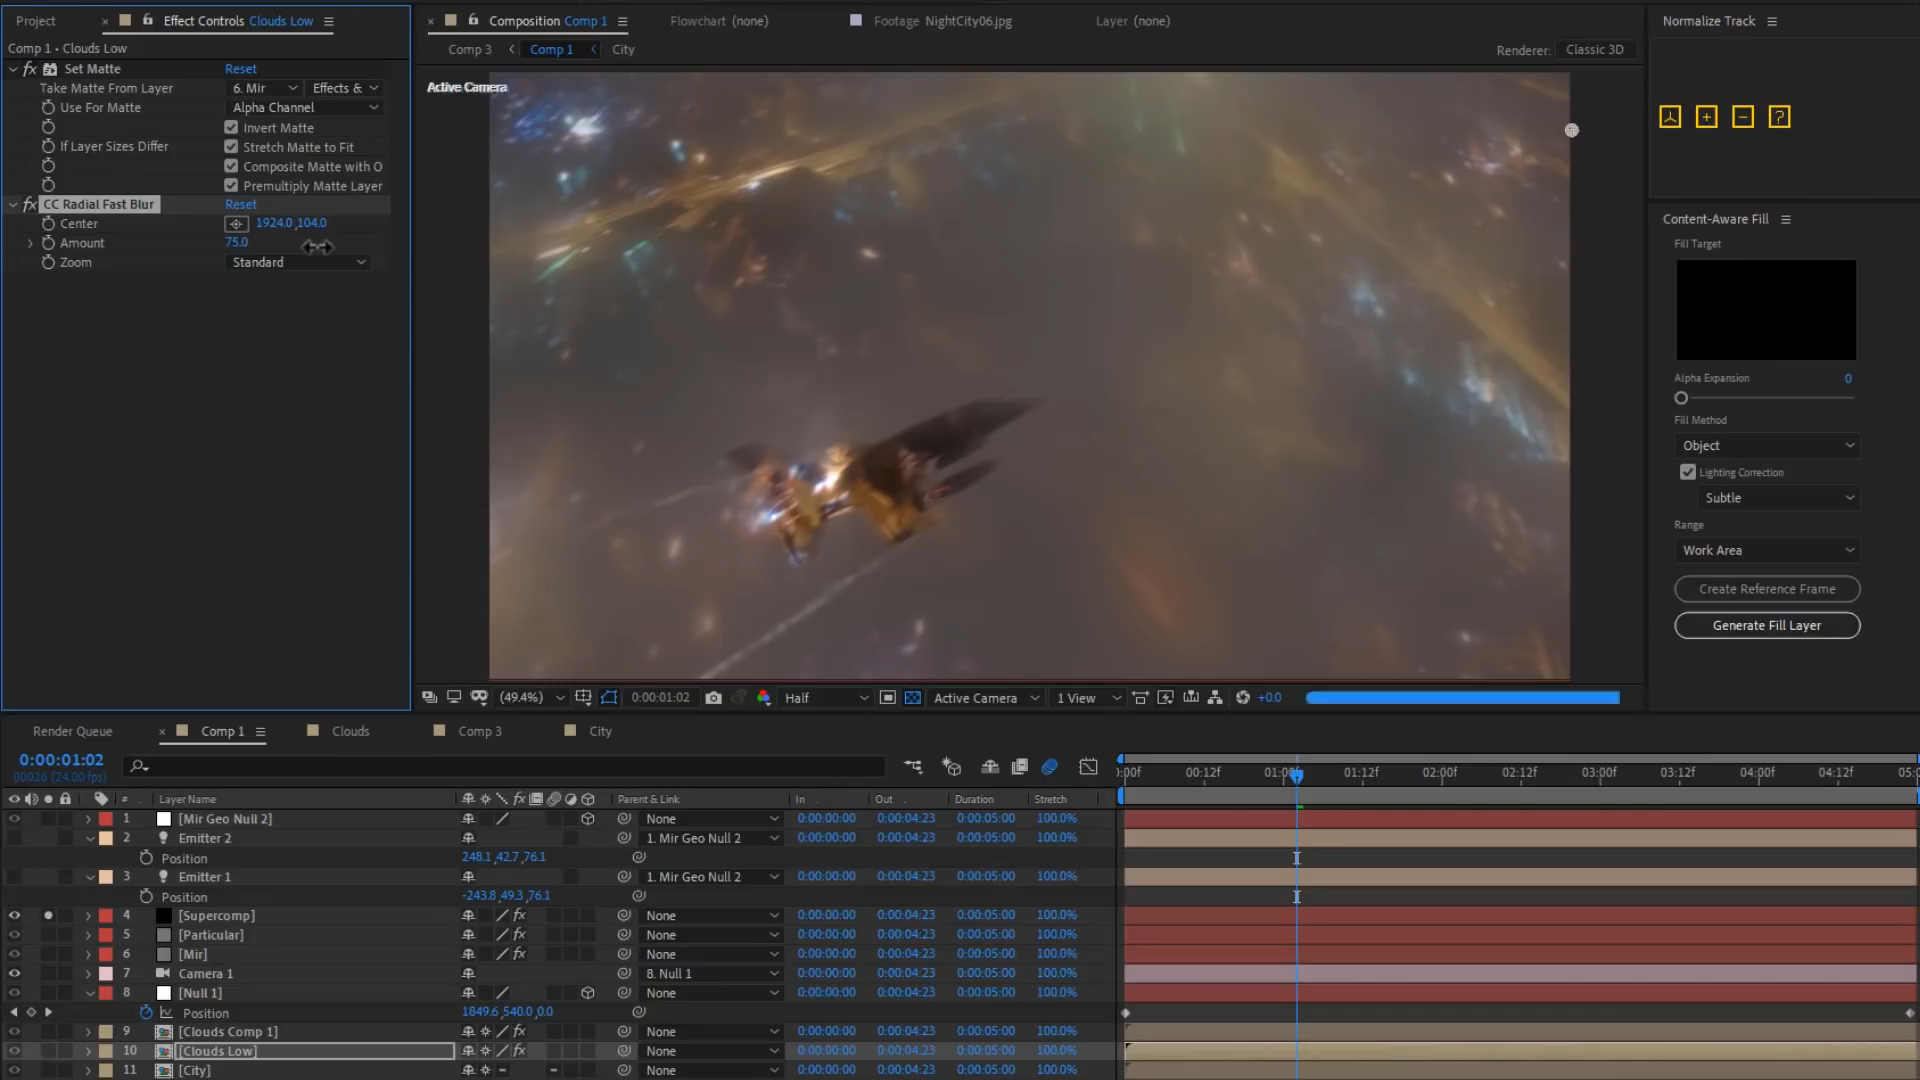 Project
Effect Controls Clouds Low
Comp 1 • Clouds Low
fx Set Matte Reset
Take Matte From Layer 6. Mir Effects &
Use For Matte Alpha Channel
Invert Matte
If Layer Sizes Differ Stretch Matte to Fit
Composite Matte with O
Premultiply Matte Layer
fx CC Radial Fast Blur Reset
Center 1924.0,104.0
Amount 75.0
Zoom Standard
Composition Comp 1
Flowchart (none)
Footage NightCity06.jpg
Layer (none)
Comp 3 Comp 1 City
Renderer: Classic 3D
Active Camera
(49.4%) 0:00:01:02 Half Active Camera 1 View +0.0
Normalize Track
Content-Aware Fill
Fill Target
Alpha Expansion 0
Fill Method
Object
Lighting Correction
Subtle
Range
Work Area
Create Reference Frame
Generate Fill Layer
Render Queue Comp 1 Clouds Comp 3 City
0:00:01:02
00026 (24.00 fps)
00:12f 01:12f 02:00f 02:12f 03:00f 03:12f 04:00f 04:12f
# Layer Name fx Parent & Link In Out Duration Stretch
1 [Mir Geo Null 2] None 0:00:00:00 0:00:04:23 0:00:05:00 100.0%
2 Emitter 2 1. Mir Geo Null 2 0:00:00:00 0:00:04:23 0:00:05:00 100.0%
Position 248.1,42.7,76.1
3 Emitter 1 1. Mir Geo Null 2 0:00:00:00 0:00:04:23 0:00:05:00 100.0%
Position -243.8,49.3,76.1
4 [Supercomp] fx None 0:00:00:00 0:00:04:23 0:00:05:00 100.0%
5 [Particular] fx None 0:00:00:00 0:00:04:23 0:00:05:00 100.0%
6 [Mir] fx None 0:00:00:00 0:00:04:23 0:00:05:00 100.0%
7 Camera 1 8. Null 1 0:00:00:00 0:00:04:23 0:00:05:00 100.0%
8 [Null 1] None 0:00:00:00 0:00:04:23 0:00:05:00 100.0%
Position 1849.6,540.0,0.0
9 [Clouds Comp 1] None 0:00:00:00 0:00:04:23 0:00:05:00 100.0%
10 [Clouds Low] fx None 0:00:00:00 0:00:04:23 0:00:05:00 100.0%
11 [City] None 0:00:00:00 0:00:04:23 0:00:05:00 100.0%